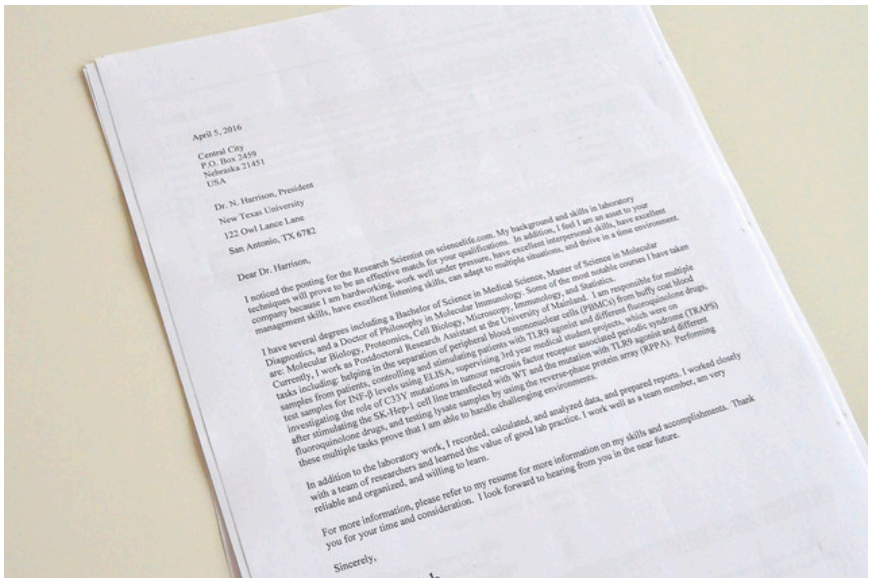 April 5, 2016
Central City
P.O. Box 2459
Nebraska 21451
USA
Dr. N. Harrison, President
New Texas University
122 Owl Lance Lane
San Antonio, TX 6782
Dear Dr. Harrison,
I noticed the posting for the Research Scientist on sciencelife.com. My background and skills in laboratory
techniques will prove to be an effective match for your qualifications. In addition, I feel I am an asset to your
company because I am hardworking, work well under pressure, have excellent interpersonal skills, have excellent
management skills, have excellent listening skills, can adapt to multiple situations, and thrive in a time environment.
I have several degrees including a Bachelor of Science in Medical Science, Master of Science in Molecular
Diagnostics, and a Doctor of Philosophy in Molecular Immunology. Some of the most notable courses I have taken
are: Molecular Biology, Proteomics, Cell Biology, Microscopy, Immunology, and Statistics.
Currently, I work as Postdoctoral Research Assistant at the University of Mainland. I am responsible for multiple
tasks including: helping in the separation of peripheral blood mononuclear cells (PBMCs) from buffy coat blood
samples from patients, controlling and stimulating patients with TLR9 agonist and different fluoroquinolone drugs,
test samples for INF-β levels using ELISA, supervising 3rd year medical student projects, which were on
investigating the role of C33Y mutations in tumour necrosis factor receptor associated periodic syndrome (TRAPS)
after stimulating the SK-Hep-1 cell line transfected with WT and the mutation with TLR9 agonist and different
fluoroquinolone drugs, and testing lysate samples by using the reverse-phase protein array (RPPA). Performing
these multiple tasks prove that I am able to handle challenging environments.
In addition to the laboratory work, I recorded, calculated, and analyzed data, and prepared reports. I worked closely
with a team of researchers and learned the value of good lab practice. I work well as a team member, am very
reliable and organized, and willing to learn.
For more information, please refer to my resume for more information on my skills and accomplishments. Thank
you for your time and consideration. I look forward to hearing from you in the near future.
Sincerely,